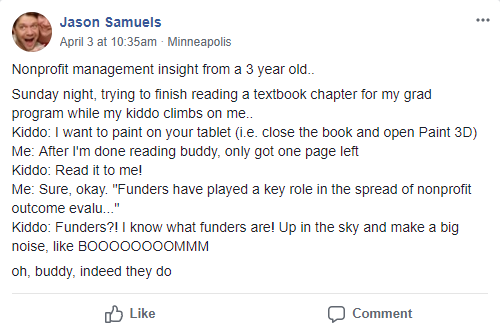 Jason Samuels
April 3 at 10:35am · Minneapolis
Nonprofit management insight from a 3 year old..
Sunday night, trying to finish reading a textbook chapter for my grad
program while my kiddo climbs on me..
Kiddo: I want to paint on your tablet (i.e. close the book and open Paint 3D)
Me: After I'm done reading buddy, only got one page left
Kiddo: Read it to me!
Me: Sure, okay. "Funders have played a key role in the spread of nonprofit
outcome evalu..."
Kiddo: Funders?! I know what funders are! Up in the sky and make a big
noise, like BOOOOOOOOMMM
oh, buddy, indeed they do
Like
Comment